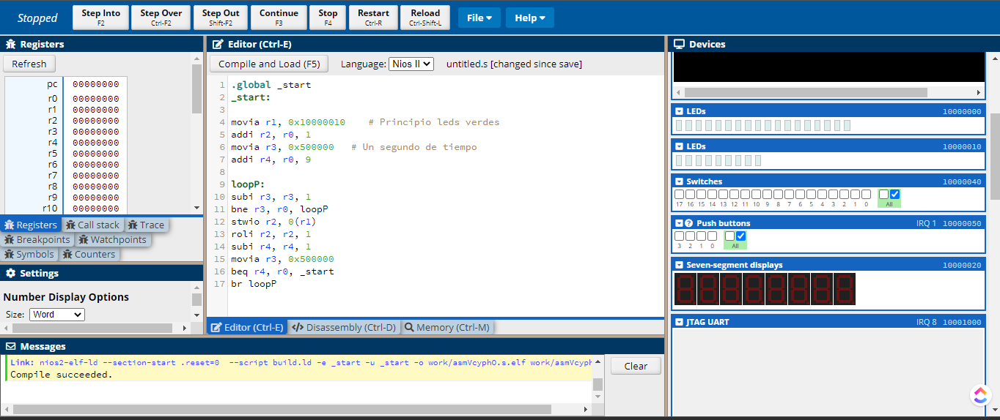 Stopped
Step Into
F2
Step Over
Ctrl-F2
Step Out
Shift-F2
Continue
F3
Stop
F4
Restart
Ctrl-R
Reload
Ctrl-Shift-L
File
Help
Registers
Refresh
pc 00000000
r0 00000000
r1 00000000
r2 00000000
r3 00000000
r4 00000000
r5 00000000
r6 00000000
r7 00000000
r8 00000000
r9 00000000
r10 00000000
Registers Call stack Trace
Breakpoints Watchpoints
Symbols Counters
Settings
Number Display Options
Size: Word
Editor (Ctrl-E)
Compile and Load (F5) Language: Nios II untitled.s [changed since save]
1 .global _start
2 _start:
3
4 movia r1, 0x10000010 # Principio leds verdes
5 addi r2, r0, 1
6 movia r3, 0x500000 # Un segundo de tiempo
7 addi r4, r0, 9
8
9 loopP:
10 subi r3, r3, 1
11 bne r3, r0, loopP
12 stwio r2, 0(r1)
13 roli r2, r2, 1
14 subi r4, r4, 1
15 movia r3, 0x500000
16 beq r4, r0, _start
17 br loopP
Editor (Ctrl-E) Disassembly (Ctrl-D) Memory (Ctrl-M)
Messages
Link: nios2-elf-ld --section-start .reset=0 --script build.ld -e _start -u _start -o work/asmVcyphO.s.elf work/asmVcyph
Compile succeeded.
Clear
Devices
LEDs 10000000
LEDs 10000010
Switches 10000040
17 16 15 14 13 12 11 10 9 8 7 6 5 4 3 2 1 0 All
Push buttons IRQ 1 10000050
3 2 1 0 All
Seven-segment displays 10000020
JTAG UART IRQ 8 10001000